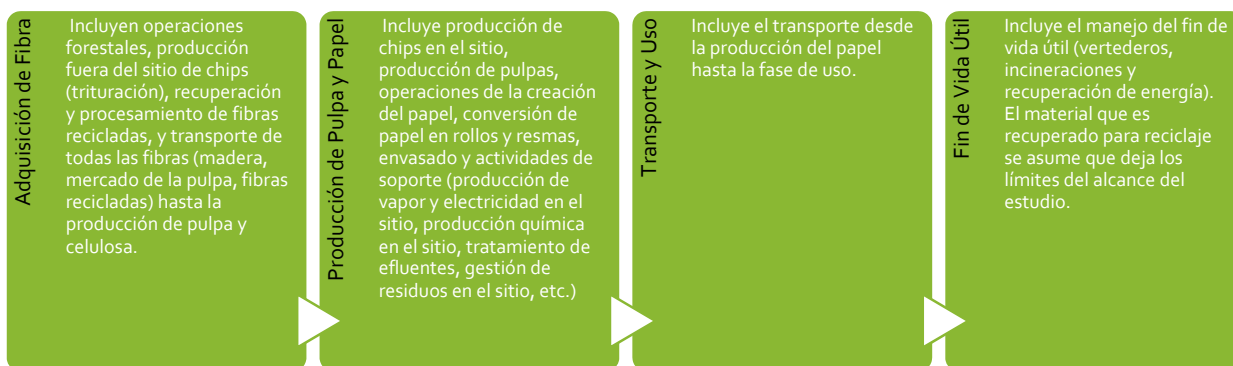 Adquisición de Fibra
Incluyen operaciones
forestales, producción
fuera del sitio de chips
(trituración), recuperación
y procesamiento de fibras
recicladas, y transporte de
todas las fibras (madera,
mercado de la pulpa, fibras
recicladas) hasta la
producción de pulpa y
celulosa.
Producción de Pulpa y Papel
Incluye producción de
chips en el sitio,
producción de pulpas,
operaciones de la creación
del papel, conversión de
papel en rollos y resmas,
envasado y actividades de
soporte (producción de
vapor y electricidad en el
sitio, producción química
en el sitio, tratamiento de
efluentes, gestión de
residuos en el sitio, etc.)
Transporte y Uso
Incluye el transporte desde
la producción del papel
hasta la fase de uso.
Fin de Vida Útil
Incluye el manejo del fin de
vida útil (vertederos,
incineraciones y
recuperación de energía).
El material que es
recuperado para reciclaje
se asume que deja los
límites del alcance del
estudio.